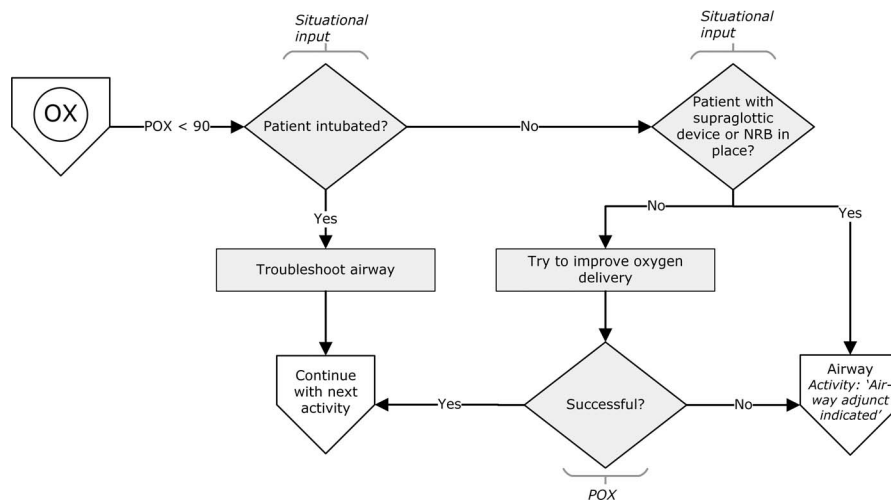 Situational
input
Situational
input
OX
POX < 90
Patient intubated?
No
Patient with
supraglottic
device or NRB in
place?
Yes
No
Yes
Troubleshoot airway
Try to improve oxygen
delivery
Continue
with next
activity
Yes
Successful?
No
Airway
Activity: ‘Air-
way adjunct
indicated’
POX